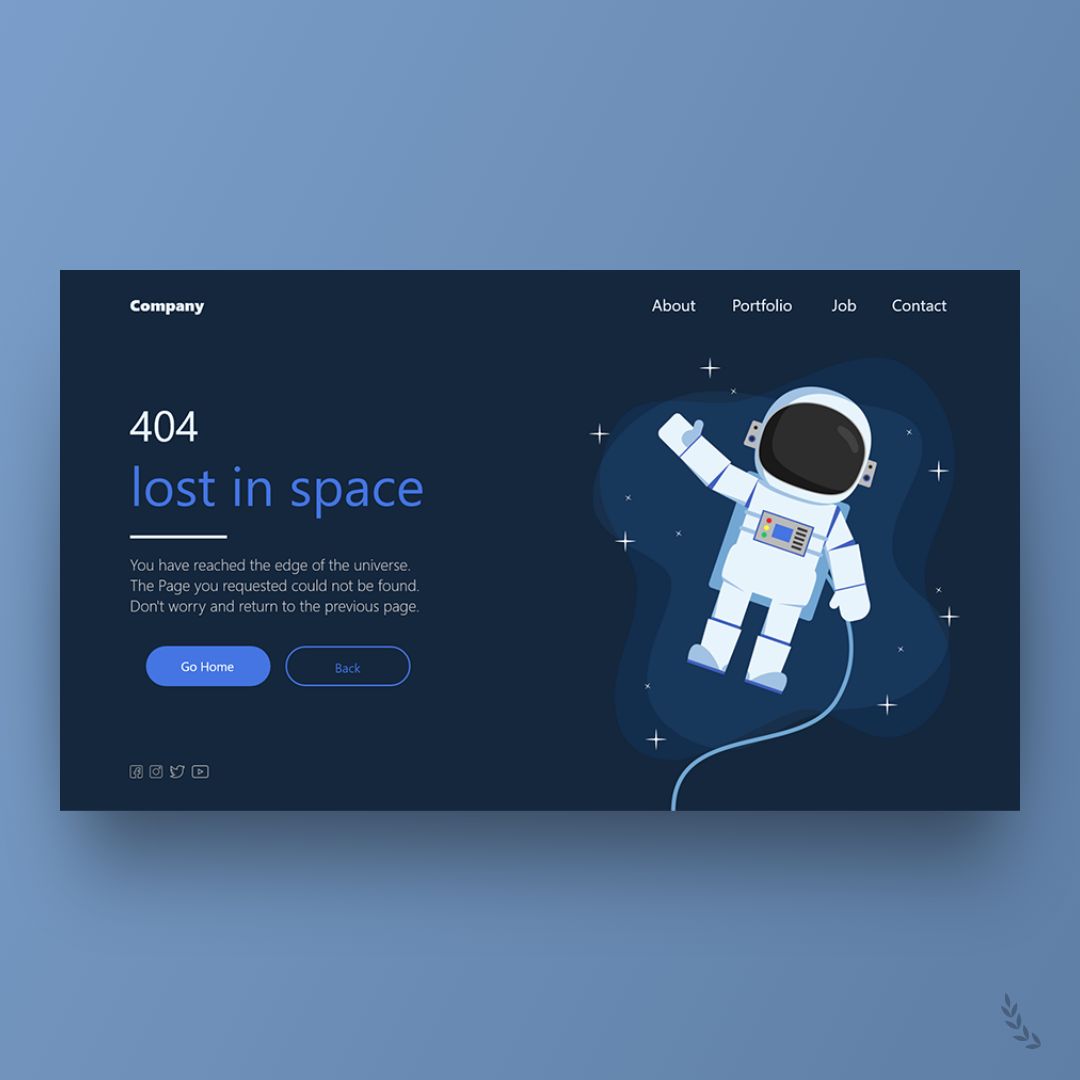 Company
About
Portfolio
Job
Contact
404
lost in space
You have reached the edge of the universe.
The Page you requested could not be found.
Don't worry and return to the previous page.
Go Home
Back